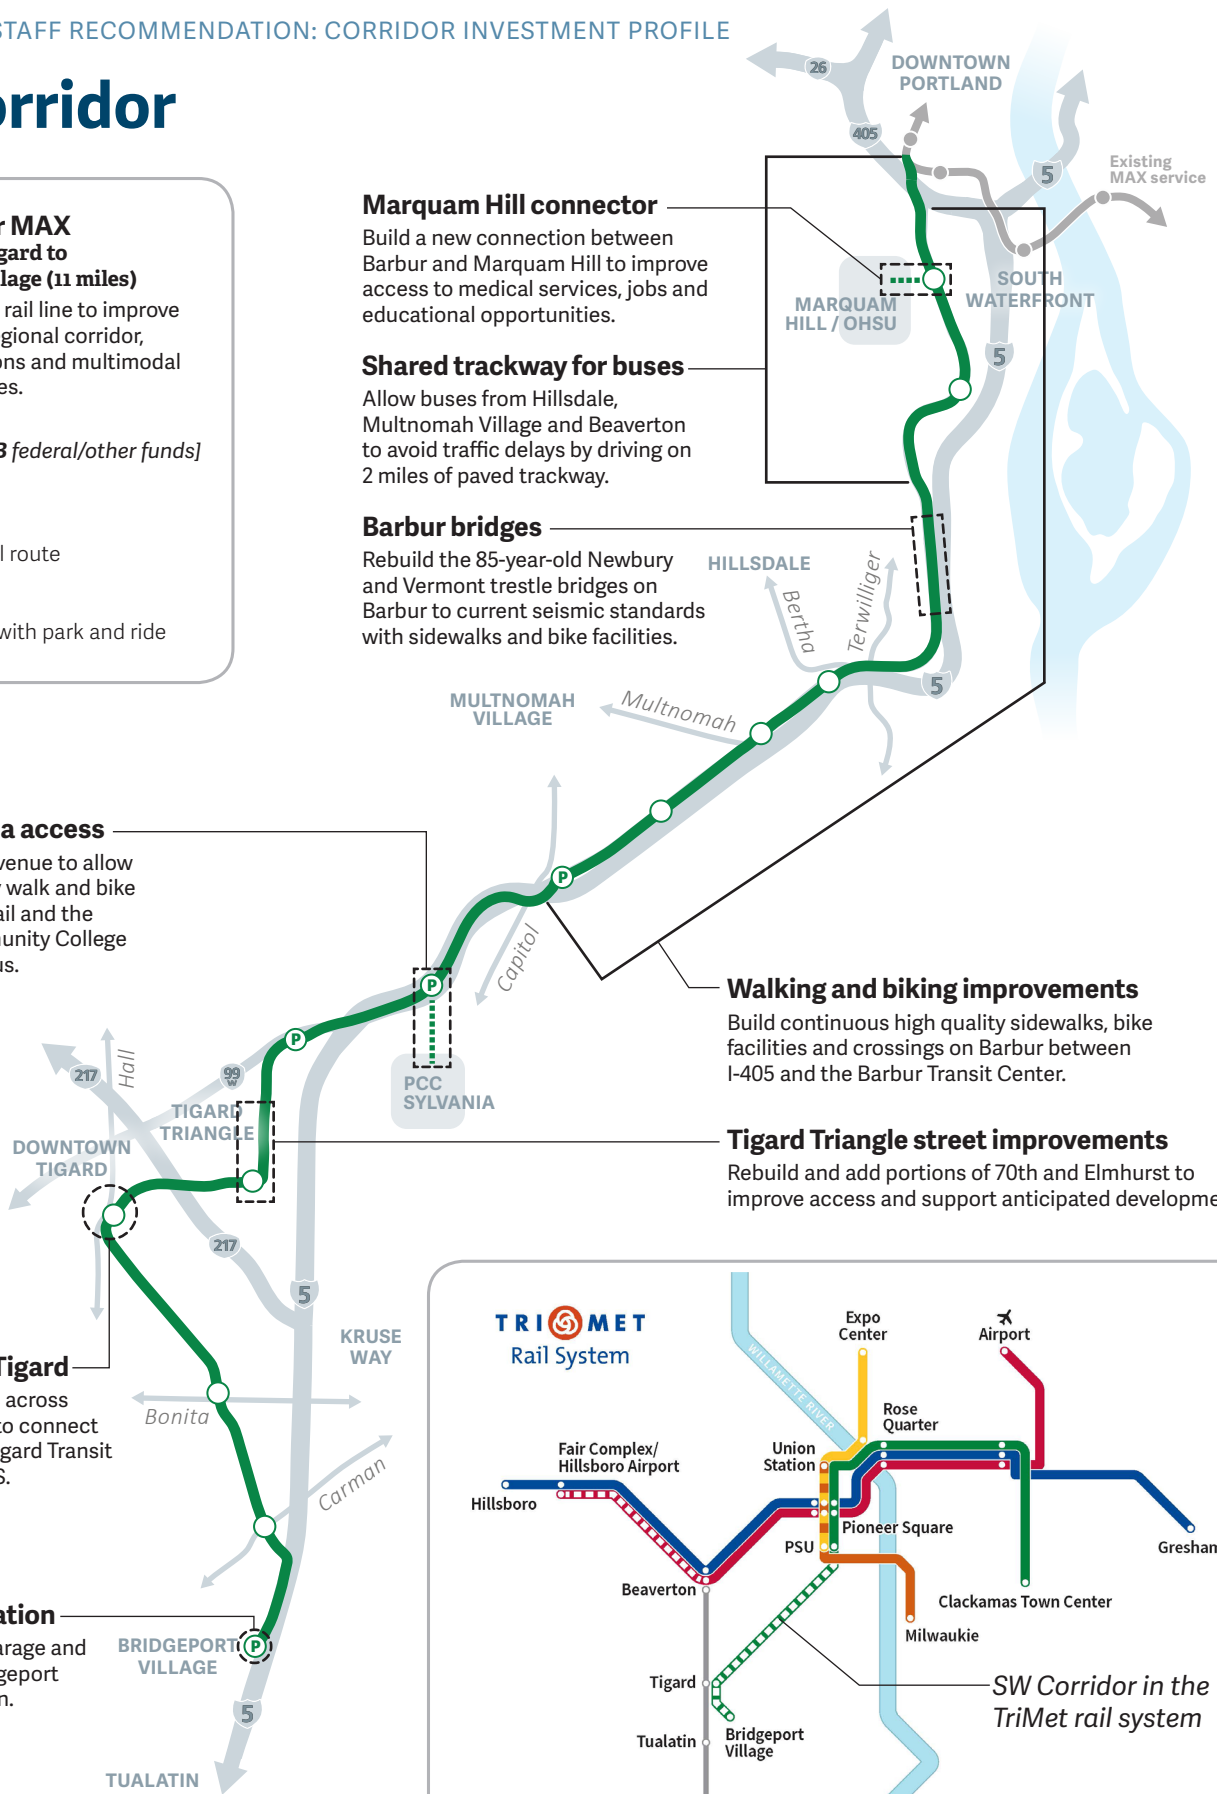 STAFF RECOMMENDATION: CORRIDOR INVESTMENT PROFILE
orridor
r MAX
gard to
lage (11 miles)
rail line to improve
egional corridor,
ons and multimodal
es.
B federal/other funds]
l route
with park and ride
26
DOWNTOWN
PORTLAND
405
5
Existing
MAX service
Marquam Hill connector
Build a new connection between
Barbur and Marquam Hill to improve
access to medical services, jobs and
educational opportunities.
MARQUAM
HILL / OHSU
SOUTH
WATERFRONT
5
Shared trackway for buses
Allow buses from Hillsdale,
Multnomah Village and Beaverton
to avoid traffic delays by driving on
2 miles of paved trackway.
Barbur bridges
Rebuild the 85-year-old Newbury
and Vermont trestle bridges on
Barbur to current seismic standards
with sidewalks and bike facilities.
HILLSDALE
Bertha
Terwilliger
5
MULTNOMAH
VILLAGE
Multnomah
a access
venue to allow
y walk and bike
ail and the
munity College
us.
P
Capitol
P
P
PCC
SYLVANIA
Walking and biking improvements
Build continuous high quality sidewalks, bike
facilities and crossings on Barbur between
I-405 and the Barbur Transit Center.
217
Hall
99
W
TIGARD
TRIANGLE
DOWNTOWN
TIGARD
Tigard Triangle street improvements
Rebuild and add portions of 70th and Elmhurst to
improve access and support anticipated developme
217
5
KRUSE
WAY
Tigard
across
to connect
igard Transit
S.
Bonita
Carman
ation
arage and
dgeport
n.
BRIDGEPORT
VILLAGE
P
5
TUALATIN
TRI MET
Rail System
WILLAMETTE RIVER
Expo
Center
Airport
Rose
Quarter
Union
Station
Fair Complex/
Hillsboro Airport
Hillsboro
Pioneer Square
PSU
Gresham
Beaverton
Clackamas Town Center
Milwaukie
Tigard
SW Corridor in the
TriMet rail system
Bridgeport
Village
Tualatin